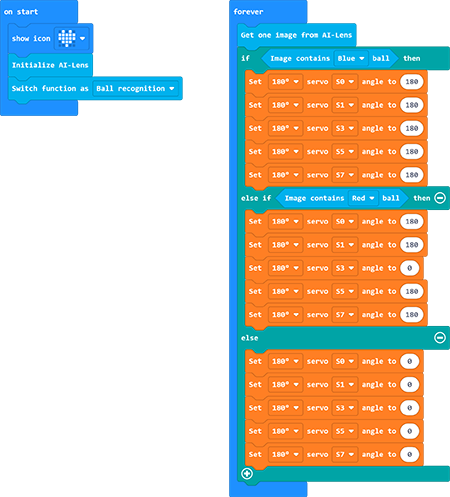 on start
show icon
Initialize AI-Lens
Switch function as Ball recognition
forever
Get one image from AI-Lens
if Image contains Blue ball then
Set 180° servo S0 angle to 180
Set 180° servo S1 angle to 180
Set 180° servo S3 angle to 180
Set 180° servo S5 angle to 180
Set 180° servo S7 angle to 180
else if Image contains Red ball then
Set 180° servo S0 angle to 180
Set 180° servo S1 angle to 180
Set 180° servo S3 angle to 0
Set 180° servo S5 angle to 180
Set 180° servo S7 angle to 180
else
Set 180° servo S0 angle to 0
Set 180° servo S1 angle to 0
Set 180° servo S3 angle to 0
Set 180° servo S5 angle to 0
Set 180° servo S7 angle to 0